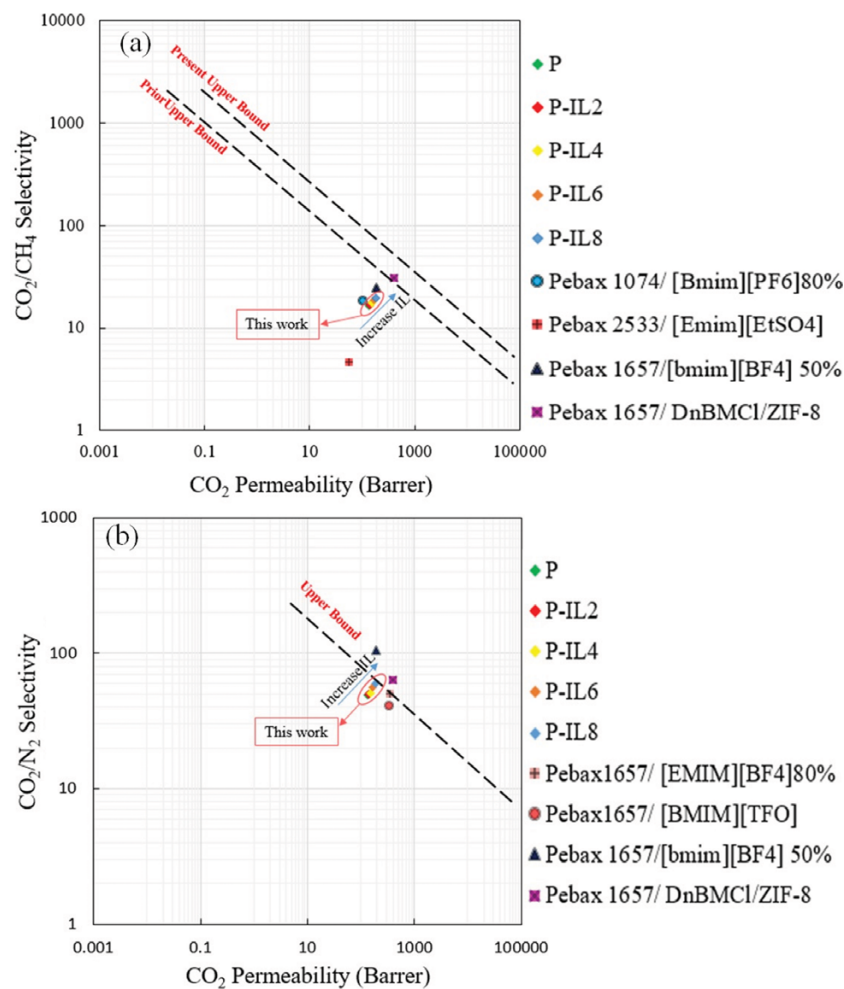 (a)
10000
1000
100
10
1
0.001
0.1
10
1000
100000
CO₂/CH₄ Selectivity
CO₂ Permeability (Barrer)
Present Upper Bound
PriorUpper Bound
This work
Increase IL
P
P-IL2
P-IL4
P-IL6
P-IL8
Pebax 1074/ [Bmim][PF6]80%
Pebax 2533/ [Emim][EtSO4]
Pebax 1657/[bmim][BF4] 50%
Pebax 1657/ DnBMCl/ZIF-8
(b)
1000
100
10
1
0.001
0.1
10
1000
100000
CO₂/N₂ Selectivity
CO₂ Permeability (Barrer)
Upper Bound
Increase IL
This work
P
P-IL2
P-IL4
P-IL6
P-IL8
Pebax1657/ [EMIM][BF4]80%
Pebax1657/ [BMIM][TFO]
Pebax 1657/[bmim][BF4] 50%
Pebax 1657/ DnBMCl/ZIF-8